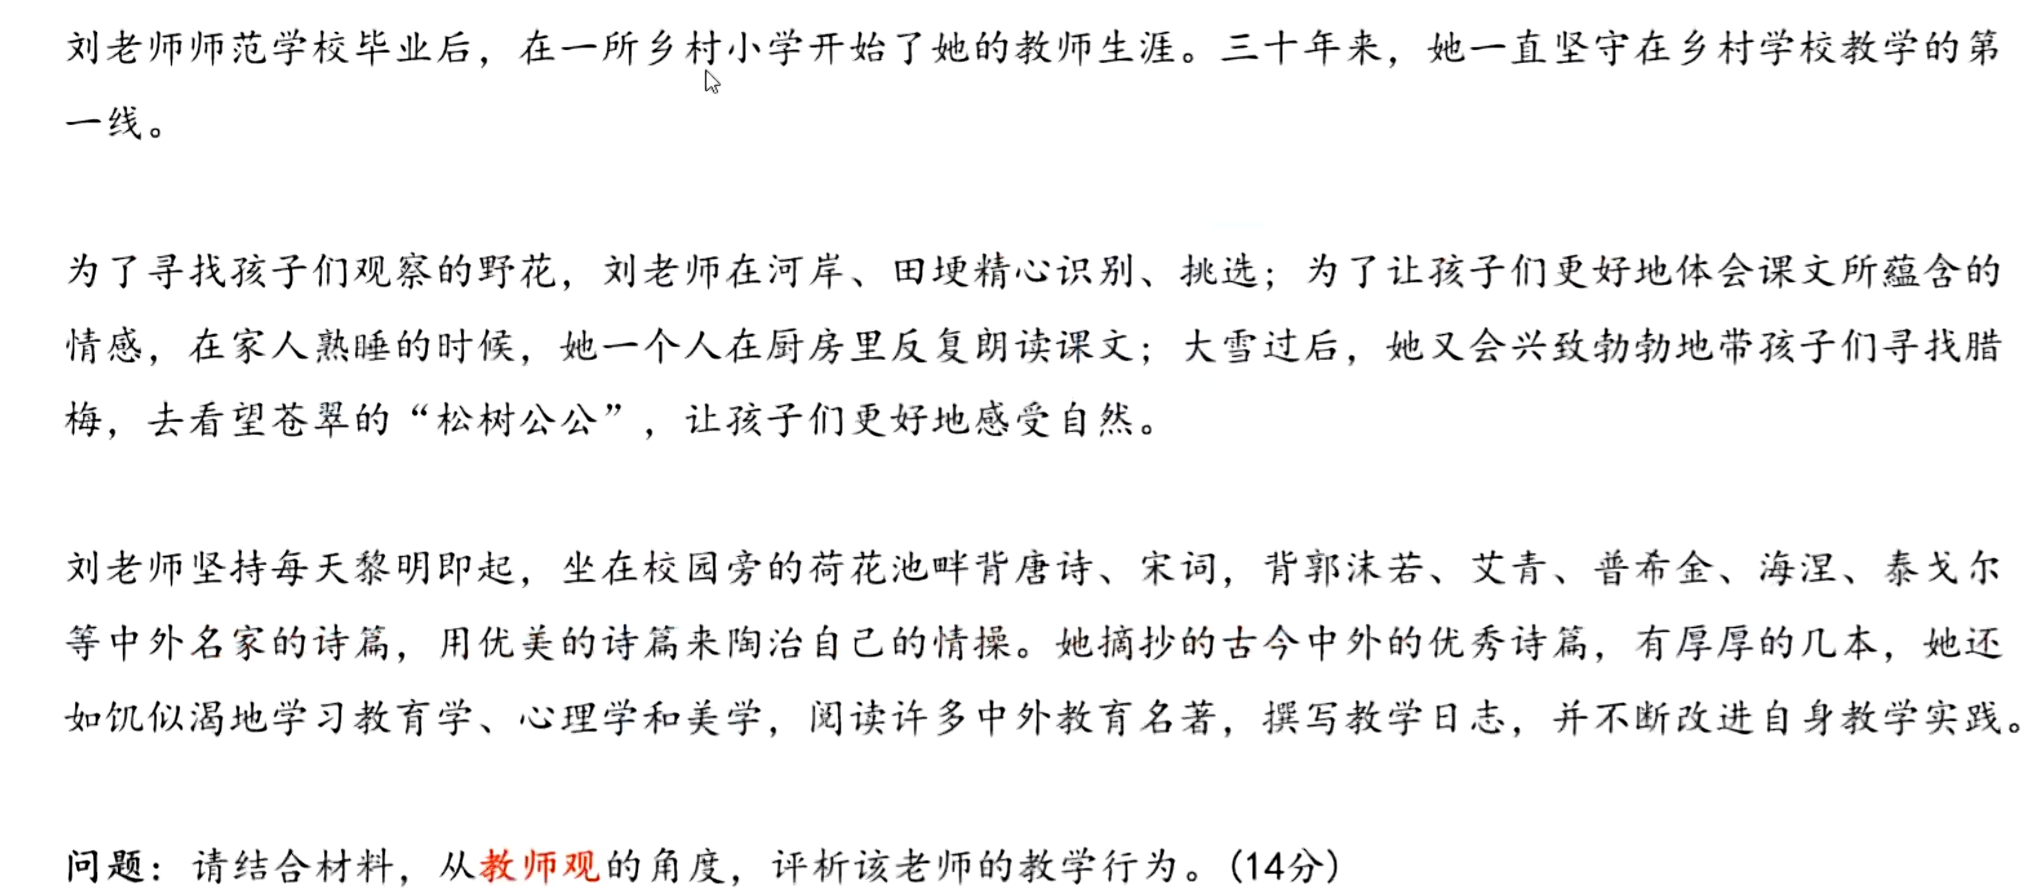 刘老师师范学校毕业后，在一所乡村小学开始了她的教师生涯。三十年来，她一直坚守在乡村学校教学的第
一线。
为了寻找孩子们观察的野花，刘老师在河岸、田埂精心识别、挑选；为了让孩子们更好地体会课文所蕴含的
情感，在家人熟睡的时候，她一个人在厨房里反复朗读课文；大雪过后，她又会兴致勃勃地带孩子们寻找腊
梅，去看望苍翠的“松树公公”，让孩子们更好地感受自然。
刘老师坚持每天黎明即起，坐在校园旁的荷花池畔背唐诗、宋词，背郭沫若、艾青、普希金、海涅、泰戈尔
等中外名家的诗篇，用优美的诗篇来陶冶自己的情操。她摘抄的古今中外的优秀诗篇，有厚厚的几本，她还
如饥似渴地学习教育学、心理学和美学，阅读许多中外教育名著，撰写教学日志，并不断改进自身教学实践。
问题：请结合材料，从教师观的角度，评析该老师的教学行为。(14分)